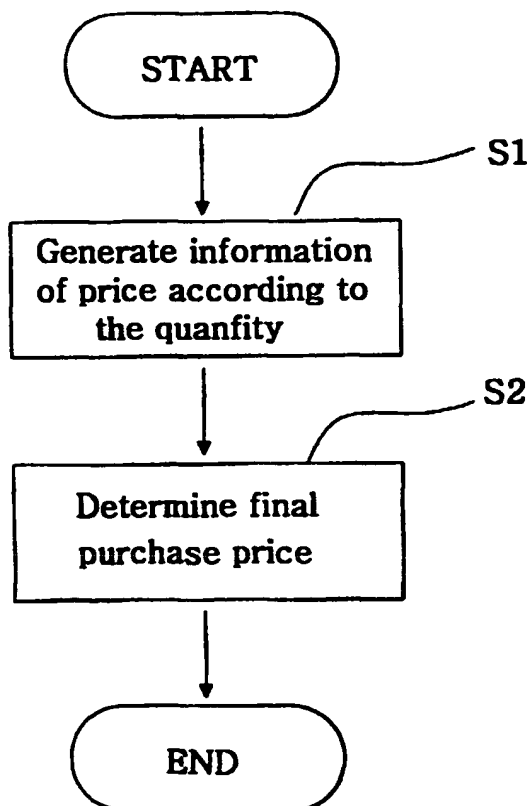 START
S1
Generate information
of price according to
the quanfity
S2
Determine final
purchase price
END